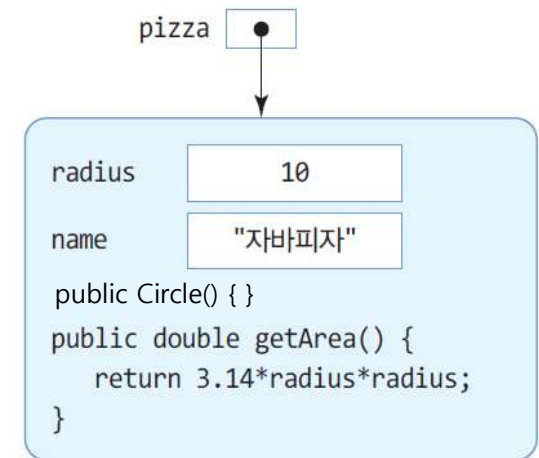 pizza
radius 10
name "자바피자"
public Circle() { }
public double getArea() {
return 3.14*radius*radius;
}